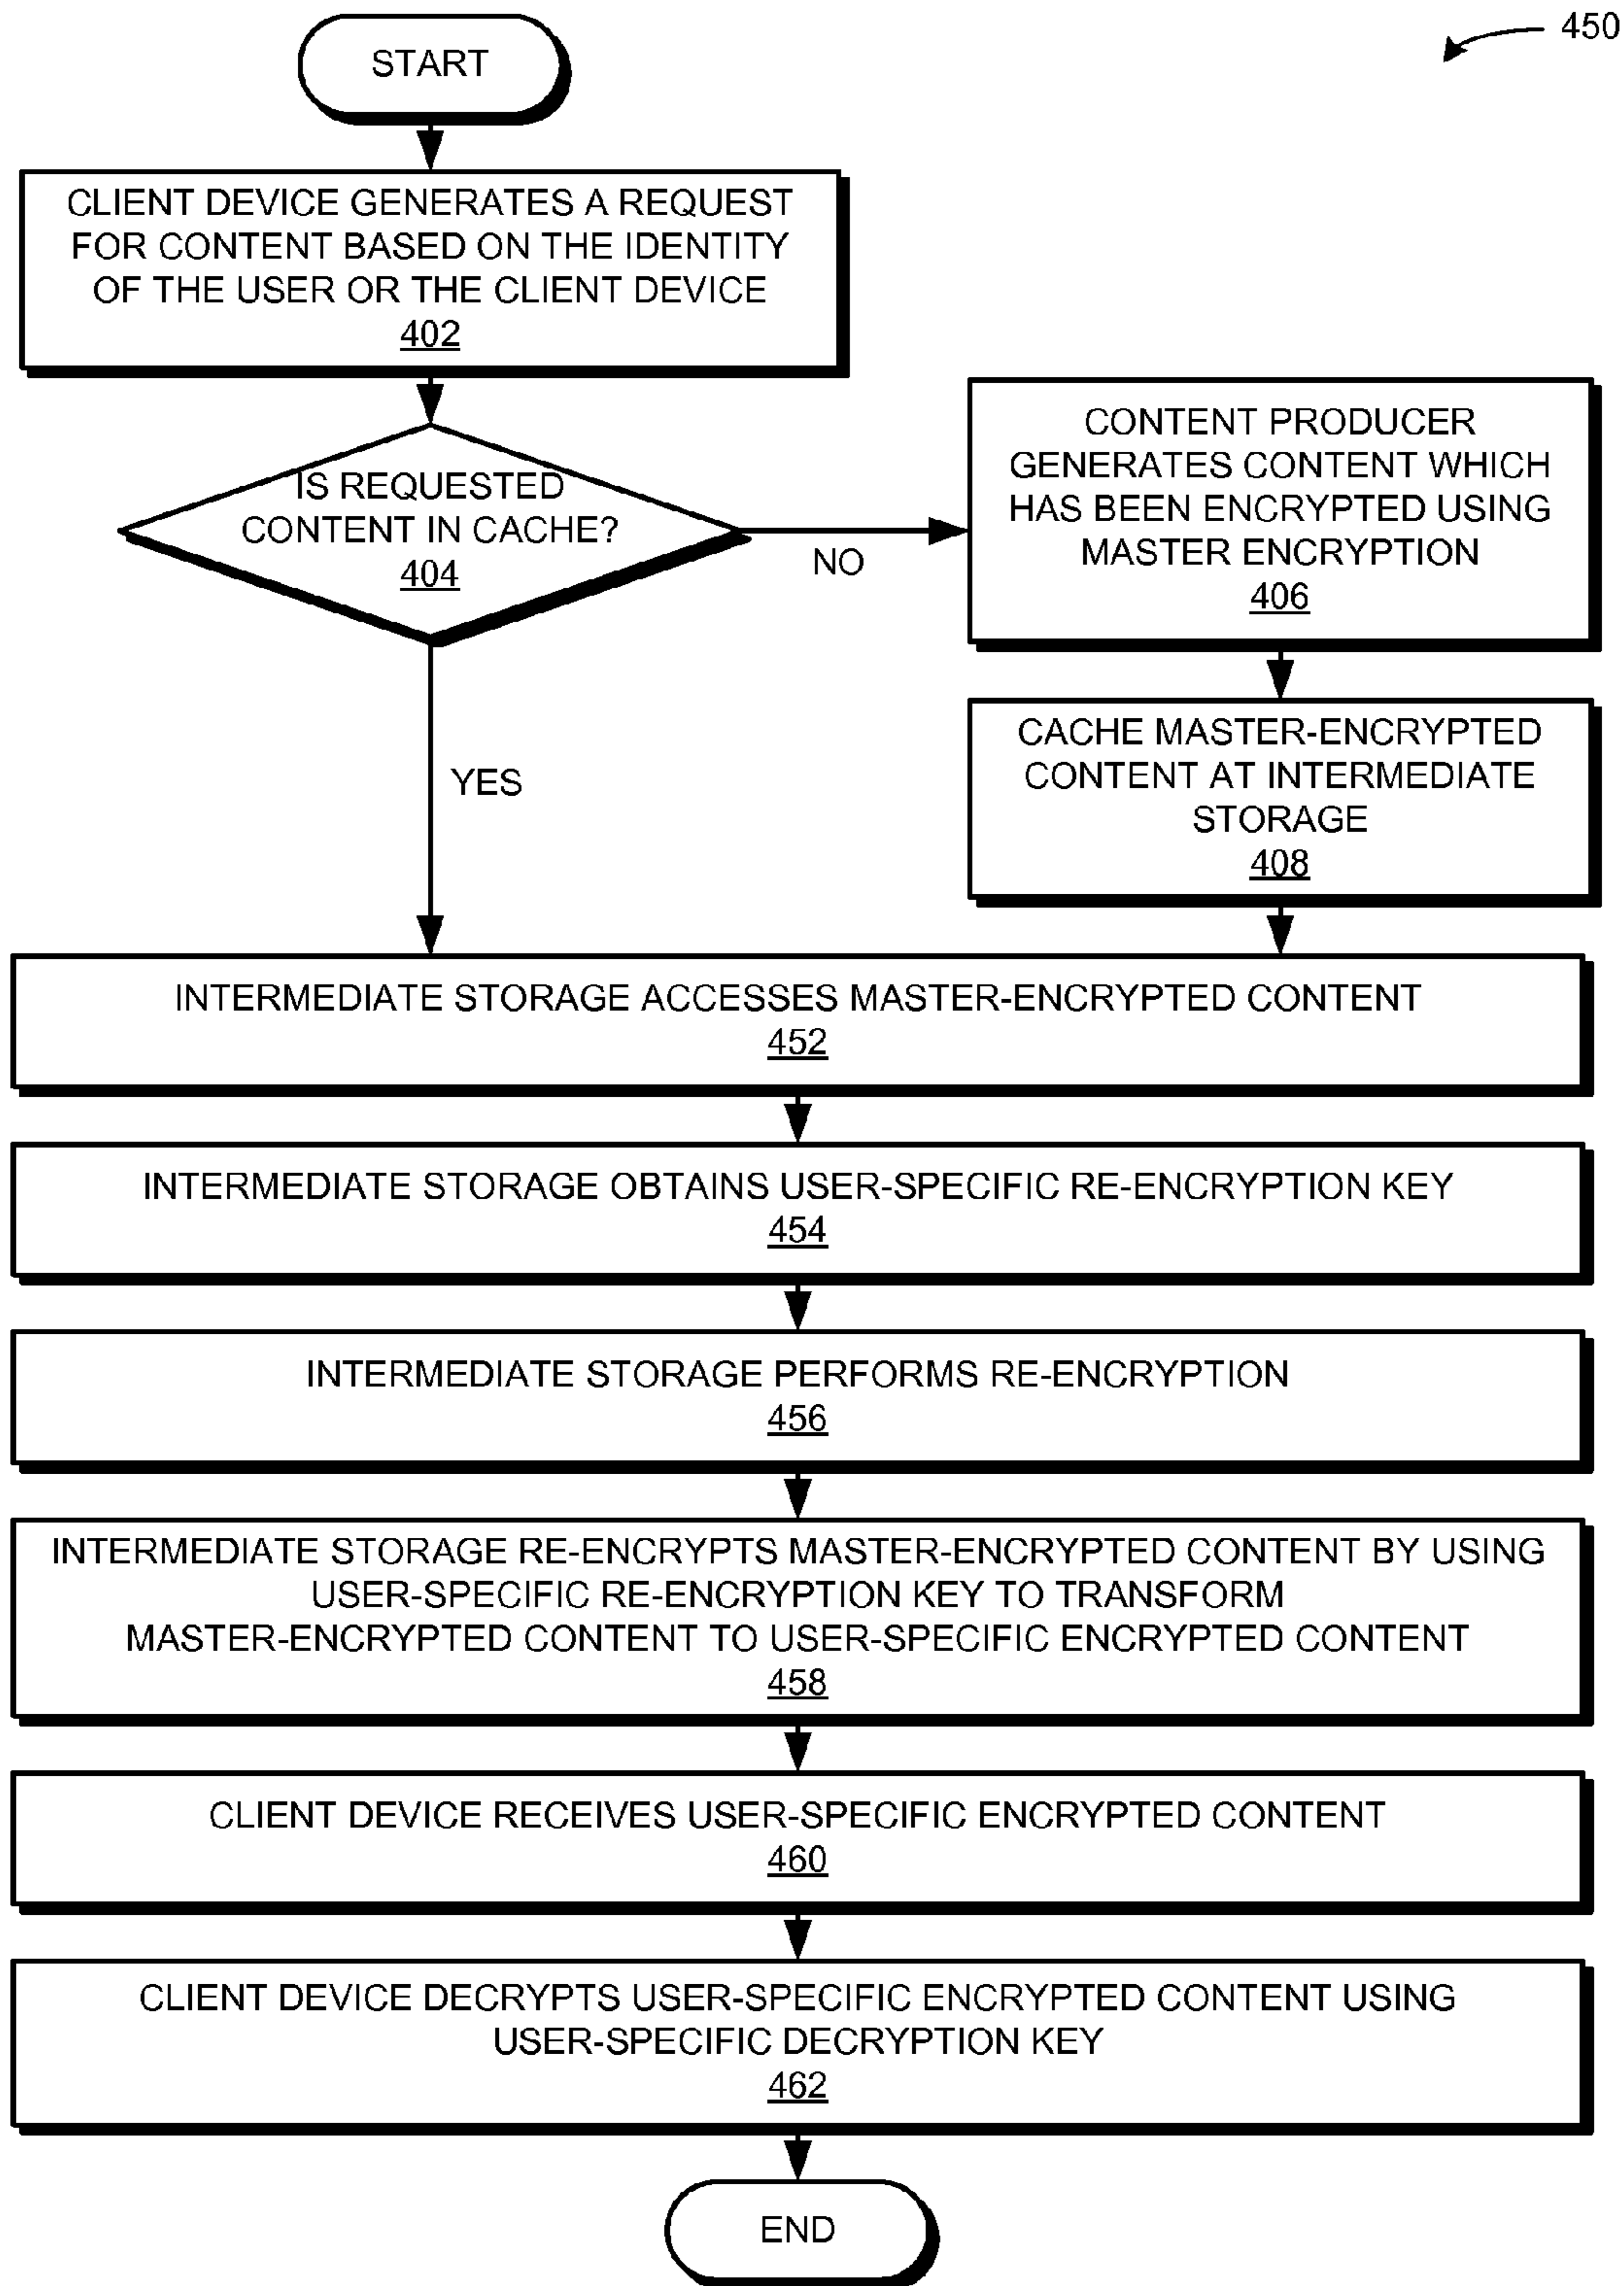 450
START
CLIENT DEVICE GENERATES A REQUEST
FOR CONTENT BASED ON THE IDENTITY
OF THE USER OR THE CLIENT DEVICE
402
IS REQUESTED
CONTENT IN CACHE?
404
NO
CONTENT PRODUCER
GENERATES CONTENT WHICH
HAS BEEN ENCRYPTED USING
MASTER ENCRYPTION
406
CACHE MASTER-ENCRYPTED
CONTENT AT INTERMEDIATE
STORAGE
408
YES
INTERMEDIATE STORAGE ACCESSES MASTER-ENCRYPTED CONTENT
452
INTERMEDIATE STORAGE OBTAINS USER-SPECIFIC RE-ENCRYPTION KEY
454
INTERMEDIATE STORAGE PERFORMS RE-ENCRYPTION
456
INTERMEDIATE STORAGE RE-ENCRYPTS MASTER-ENCRYPTED CONTENT BY USING
USER-SPECIFIC RE-ENCRYPTION KEY TO TRANSFORM
MASTER-ENCRYPTED CONTENT TO USER-SPECIFIC ENCRYPTED CONTENT
458
CLIENT DEVICE RECEIVES USER-SPECIFIC ENCRYPTED CONTENT
460
CLIENT DEVICE DECRYPTS USER-SPECIFIC ENCRYPTED CONTENT USING
USER-SPECIFIC DECRYPTION KEY
462
END